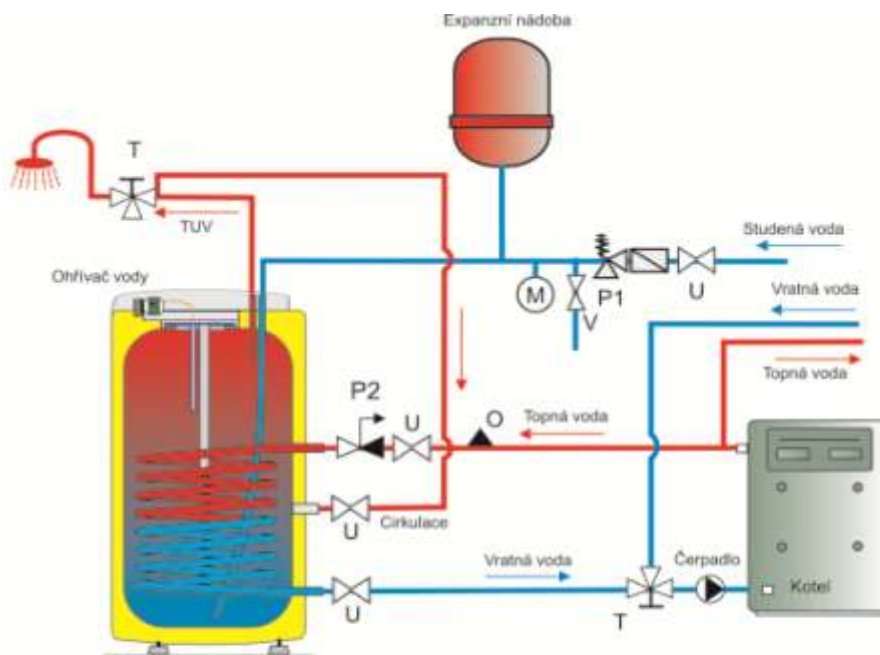 Expanzní nádoba
T
TUV
Studená voda
Ohřívač vody
M
V
P1
U
Vratná voda
Topná voda
P2
U
O
Topná voda
U
Cirkulace
Vratná voda
Čerpadlo
Kotel
U
T